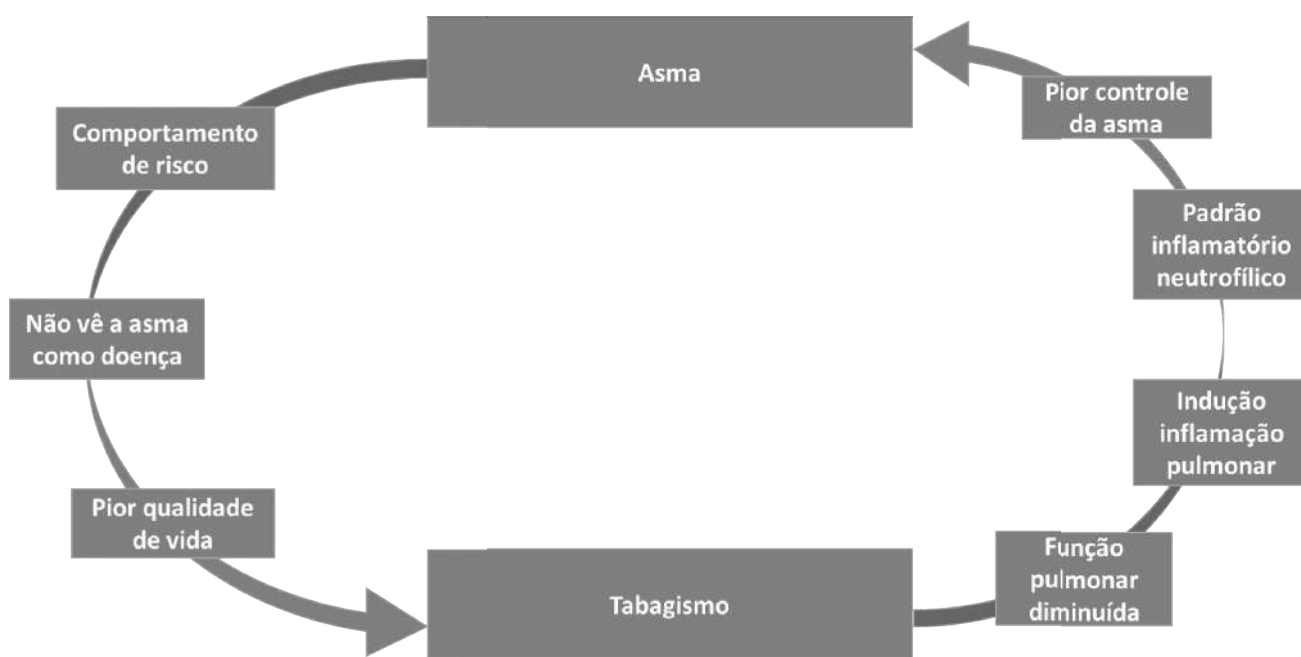 Asma
Pior controle
da asma
Comportamento
de risco
Padrão
inflamatório
neutrofílico
Não vê a asma
como doença
Indução
inflamação
pulmonar
Pior qualidade
de vida
Função
pulmonar
diminuída
Tabagismo